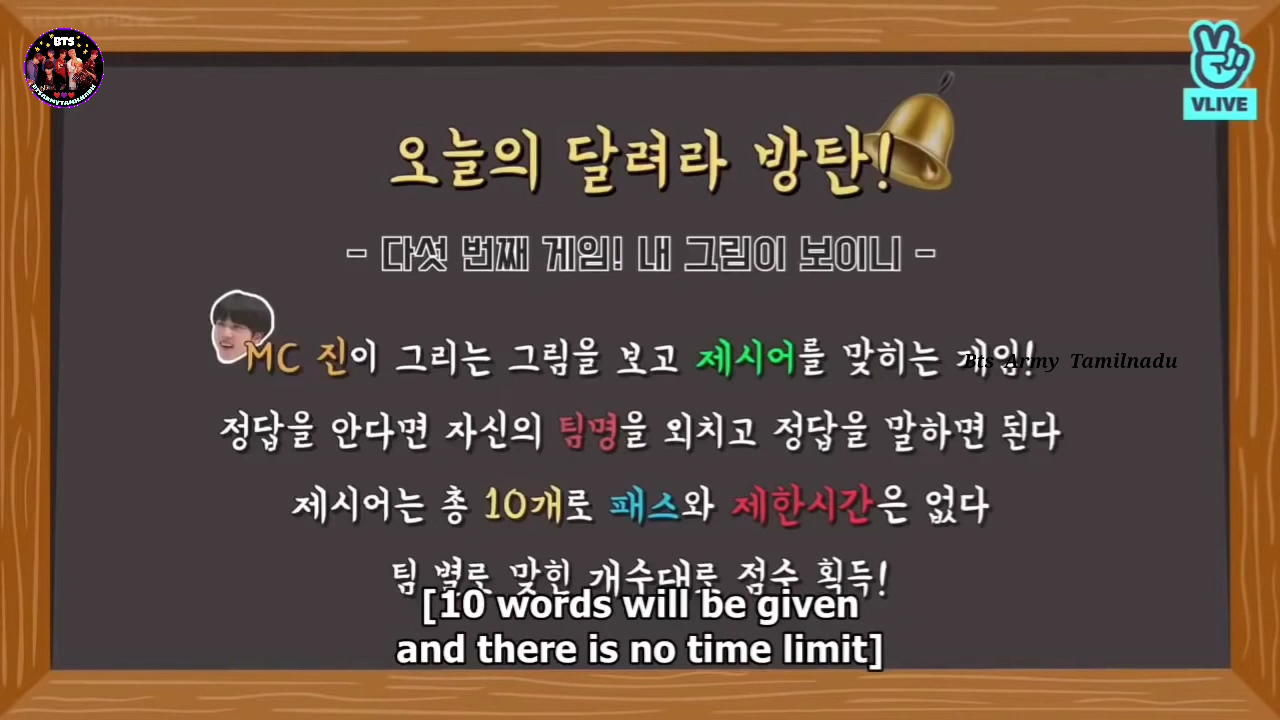 BTS
BTSARMYTAMILNADU
VLIVE
오늘의 달려라 방탄!
- 다섯 번째 게임! 내 그림이 보이니 -
MC 진이 그리는 그림을 보고 제시어를 맞히는 게임!
Bts Army Tamilnadu
정답을 안다면 자신의 팀명을 외치고 정답을 말하면 된다
제시어는 총 10개로 패스와 제한시간은 없다
팀 별로 맞힌 개수대로 점수 획득!
[10 words will be given
and there is no time limit]